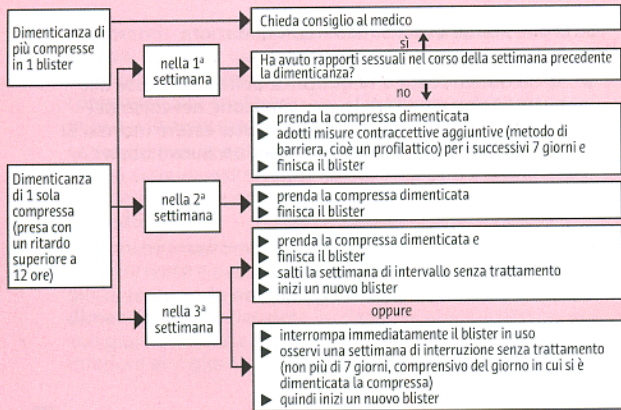 Dimenticanza di
più compresse
in 1 blister
Chieda consiglio al medico
sì
nella 1ª
settimana
Ha avuto rapporti sessuali nel corso della settimana precedente
la dimenticanza?
no
▶ prenda la compressa dimenticata
▶ adotti misure contraccettive aggiuntive (metodo di
barriera, cioè un profilattico) per i successivi 7 giorni e
▶ finisca il blister
Dimenticanza
di 1 sola
compressa
(presa con
un ritardo
superiore a
12 ore)
nella 2ª
settimana
▶ prenda la compressa dimenticata
▶ finisca il blister
nella 3ª
settimana
▶ prenda la compressa dimenticata e
▶ finisca il blister
▶ salti la settimana di intervallo senza trattamento
▶ inizi un nuovo blister
oppure
▶ interrompa immediatamente il blister in uso
▶ osservi una settimana di interruzione senza trattamento
(non più di 7 giorni, comprensivo del giorno in cui si è
dimenticata la compressa)
▶ quindi inizi un nuovo blister